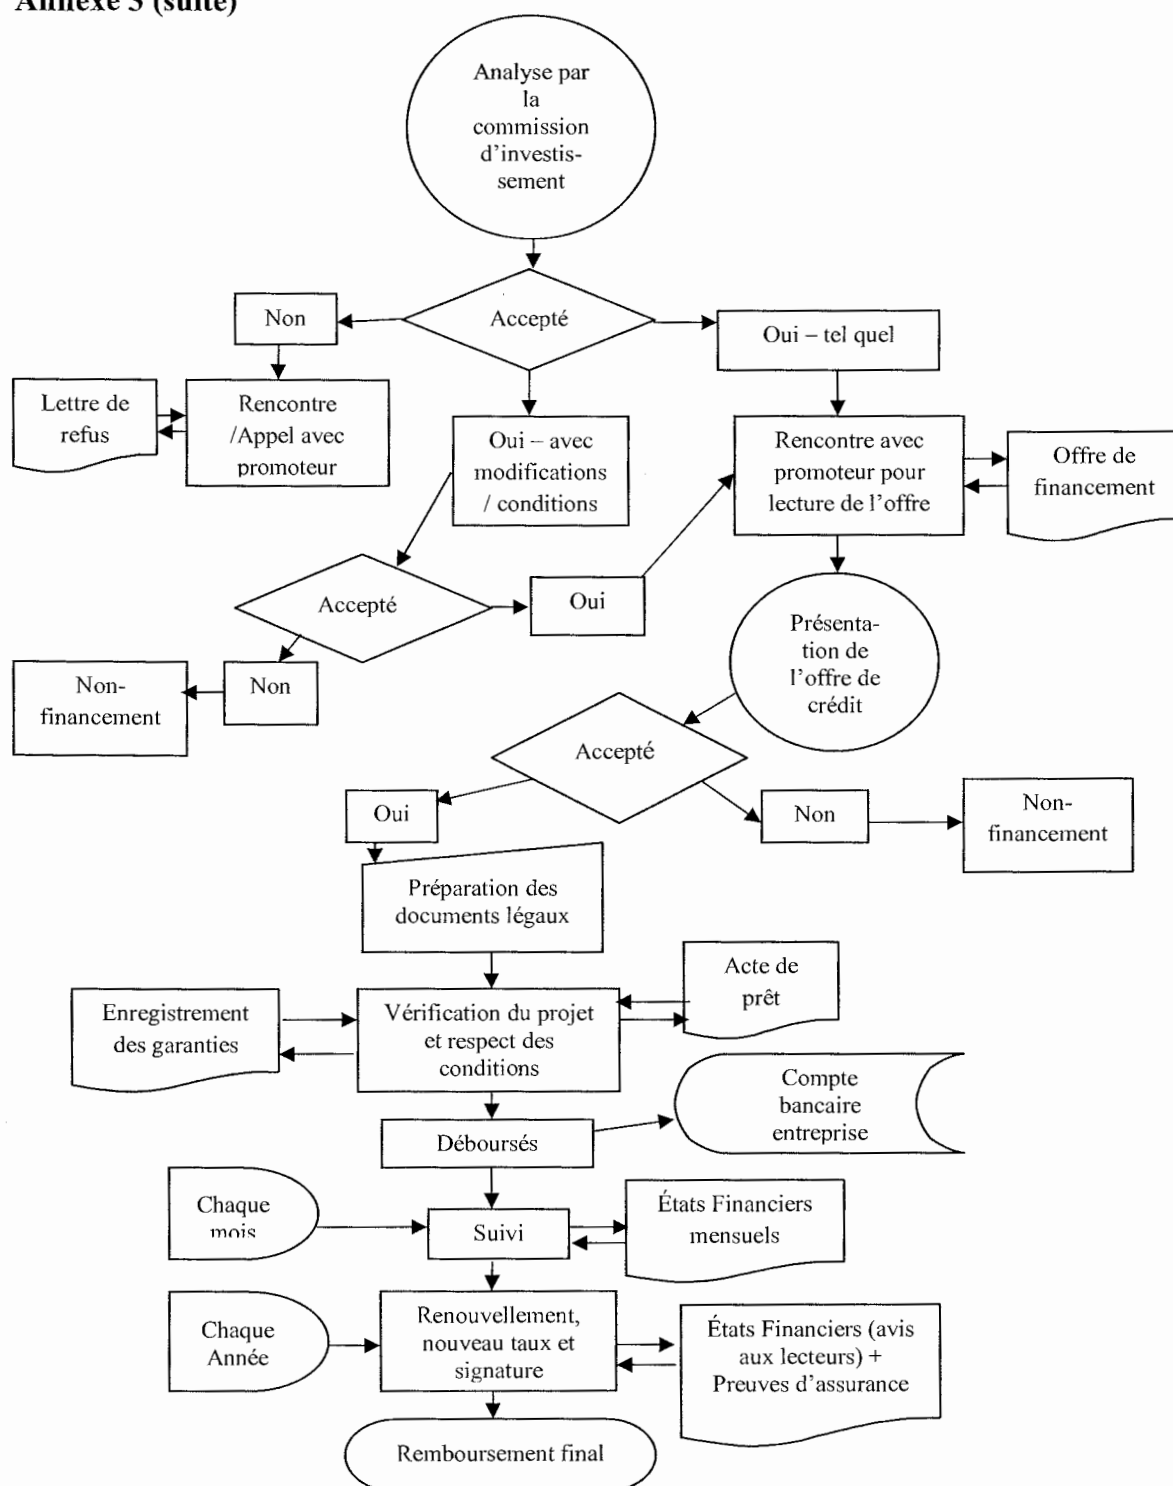 Annexe 3 (suite)
Analyse par
la
commission
d'investis-
sement
Non
Accepté
Oui – tel quel
Lettre de
refus
Rencontre
/Appel avec
promoteur
Oui – avec
modifications
/ conditions
Rencontre avec
promoteur pour
lecture de l'offre
Offre de
financement
Accepté
Oui
Présenta-
tion de
l'offre de
crédit
Non-
financement
Non
Accepté
Oui
Non
Non-
financement
Préparation des
documents légaux
Acte de
prêt
Enregistrement
des garanties
Vérification du projet
et respect des
conditions
Compte
bancaire
entreprise
Déboursés
Chaque
mois
Suivi
États Financiers
mensuels
Chaque
Année
Renouvellement,
nouveau taux et
signature
États Financiers (avis
aux lecteurs) +
Preuves d'assurance
Remboursement final